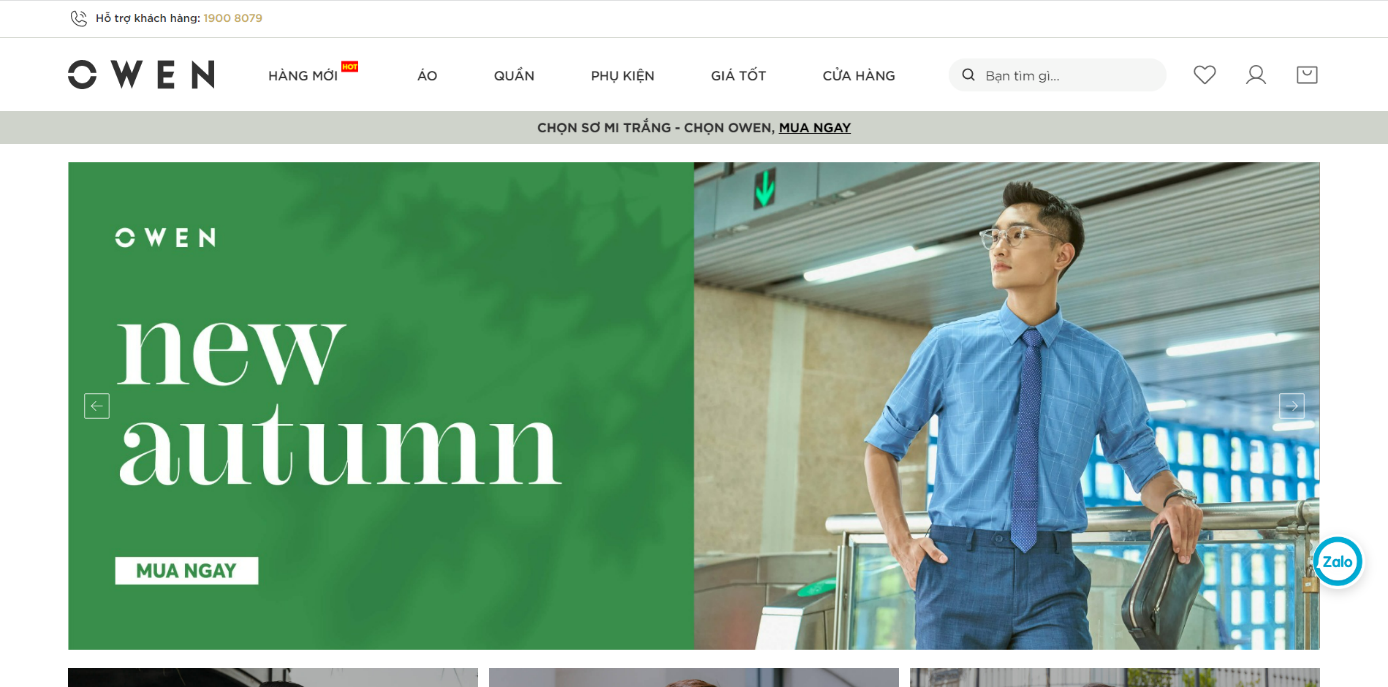 Hỗ trợ khách hàng: 1900 8079
OWEN
HÀNG MỚI HOT
ÁO
QUẦN
PHỤ KIỆN
GIÁ TỐT
CỬA HÀNG
Bạn tìm gì...
CHỌN SƠ MI TRẮNG - CHỌN OWEN, MUA NGAY
OWEN
new
autumn
MUA NGAY
Zalo